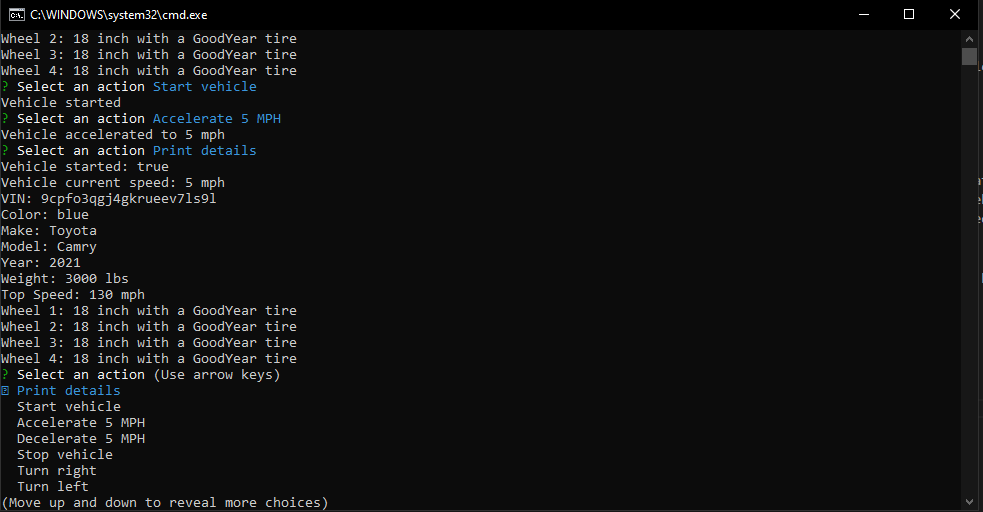 C:\WINDOWS\system32\cmd.exe
Wheel 2: 18 inch with a GoodYear tire
Wheel 3: 18 inch with a GoodYear tire
Wheel 4: 18 inch with a GoodYear tire
? Select an action Start vehicle
Vehicle started
? Select an action Accelerate 5 MPH
Vehicle accelerated to 5 mph
? Select an action Print details
Vehicle started: true
Vehicle current speed: 5 mph
VIN: 9cpfo3qgj4gkrueev7ls9l
Color: blue
Make: Toyota
Model: Camry
Year: 2021
Weight: 3000 lbs
Top Speed: 130 mph
Wheel 1: 18 inch with a GoodYear tire
Wheel 2: 18 inch with a GoodYear tire
Wheel 3: 18 inch with a GoodYear tire
Wheel 4: 18 inch with a GoodYear tire
? Select an action (Use arrow keys)
Print details
Start vehicle
Accelerate 5 MPH
Decelerate 5 MPH
Stop vehicle
Turn right
Turn left
(Move up and down to reveal more choices)